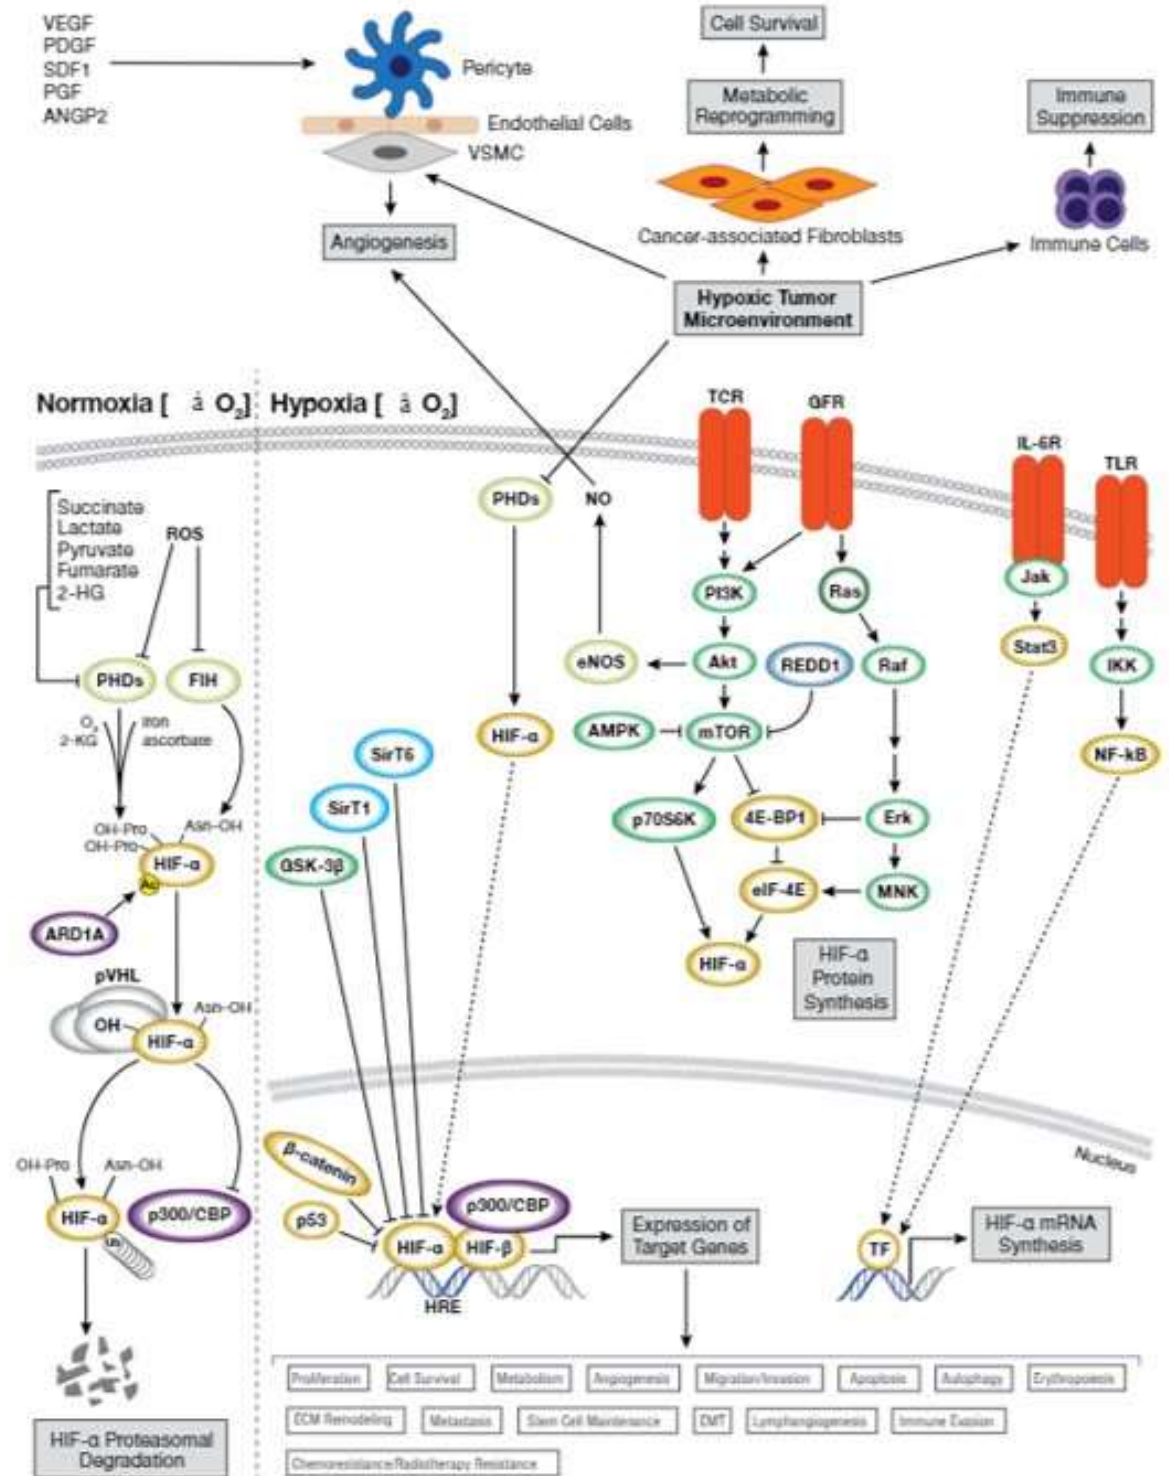 VEGF
PDGF
SDF1
PGF
ANGP2
Pericyte
Endothelial Cells
VSMC
Angiogenesis
Cell Survival
Metabolic
Reprogramming
Cancer-associated Fibroblasts
Immune
Suppression
Immune Cells
Hypoxic Tumor
Microenvironment
Normoxia [ å O₂]
Hypoxia [ ã O₂]
Succinate
Lactate
Pyruvate
Fumarate
2-HG
ROS
PHDs
FIH
O₂
2-KG
iron
ascorbate
OH-Pro
OH-Pro
Asn-OH
HIF-α
Ac
ARD1A
pVHL
OH
HIF-α
Asn-OH
OH-Pro
Asn-OH
HIF-α
Ub
p300/CBP
HIF-α Proteasomal
Degradation
PHDs
NO
TCR
GFR
IL-6R
TLR
PI3K
Ras
Jak
eNOS
Akt
REDD1
Raf
Stat3
IKK
HIF-α
AMPK
mTOR
NF-kB
SirT6
SirT1
GSK-3β
p70S6K
4E-BP1
Erk
eIF-4E
MNK
HIF-α
HIF-α
Protein
Synthesis
Nucleus
β-catenin
p53
p300/CBP
HIF-α
HIF-β
HRE
Expression of
Target Genes
TF
HIF-α mRNA
Synthesis
Proliferation
Cell Survival
Metabolism
Angiogenesis
Migration/Invasion
Apoptosis
Autophagy
Erythropoiesis
ECM Remodeling
Metastasis
Stem Cell Maintenance
EMT
Lymphangiogenesis
Immune Evasion
Chemoresistance/Radiotherapy Resistance